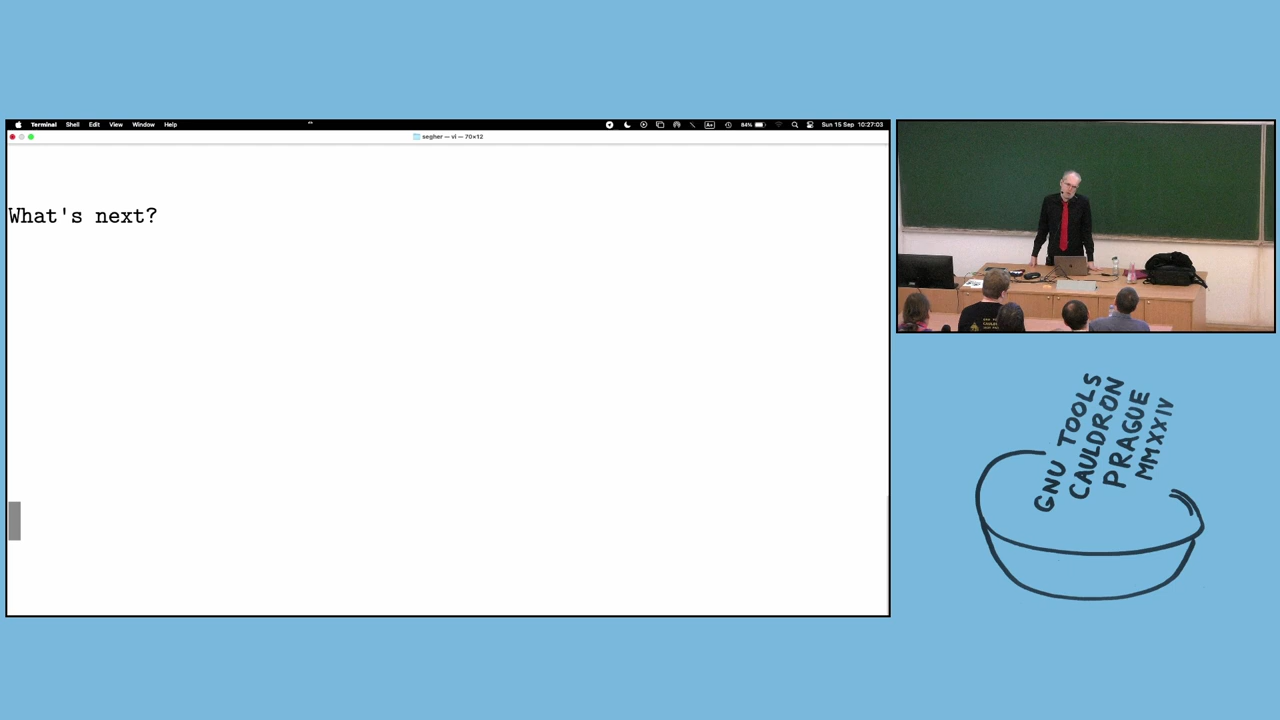 Terminal Shell Edit View Window Help
84% Sun 15 Sep 10:27:03
segher — vi — 70×12
What's next?
GNU TOOLS
CAULDRON
PRAGUE
MMXXIV